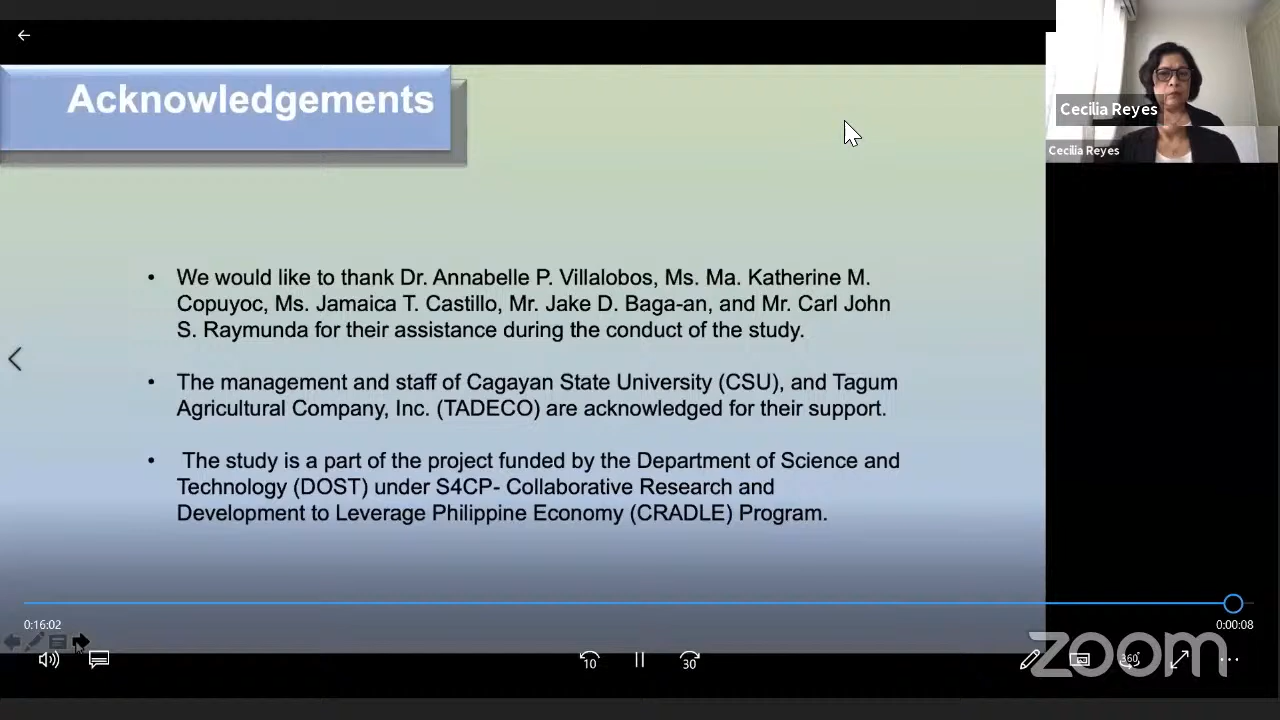 Acknowledgements
Cecilia Reyes
Cecilia Reyes
• We would like to thank Dr. Annabelle P. Villalobos, Ms. Ma. Katherine M.
Copuyoc, Ms. Jamaica T. Castillo, Mr. Jake D. Baga-an, and Mr. Carl John
S. Raymunda for their assistance during the conduct of the study.
• The management and staff of Cagayan State University (CSU), and Tagum
Agricultural Company, Inc. (TADECO) are acknowledged for their support.
• The study is a part of the project funded by the Department of Science and
Technology (DOST) under S4CP- Collaborative Research and
Development to Leverage Philippine Economy (CRADLE) Program.
0:16:02
0:00:08
10
30
360
zoom